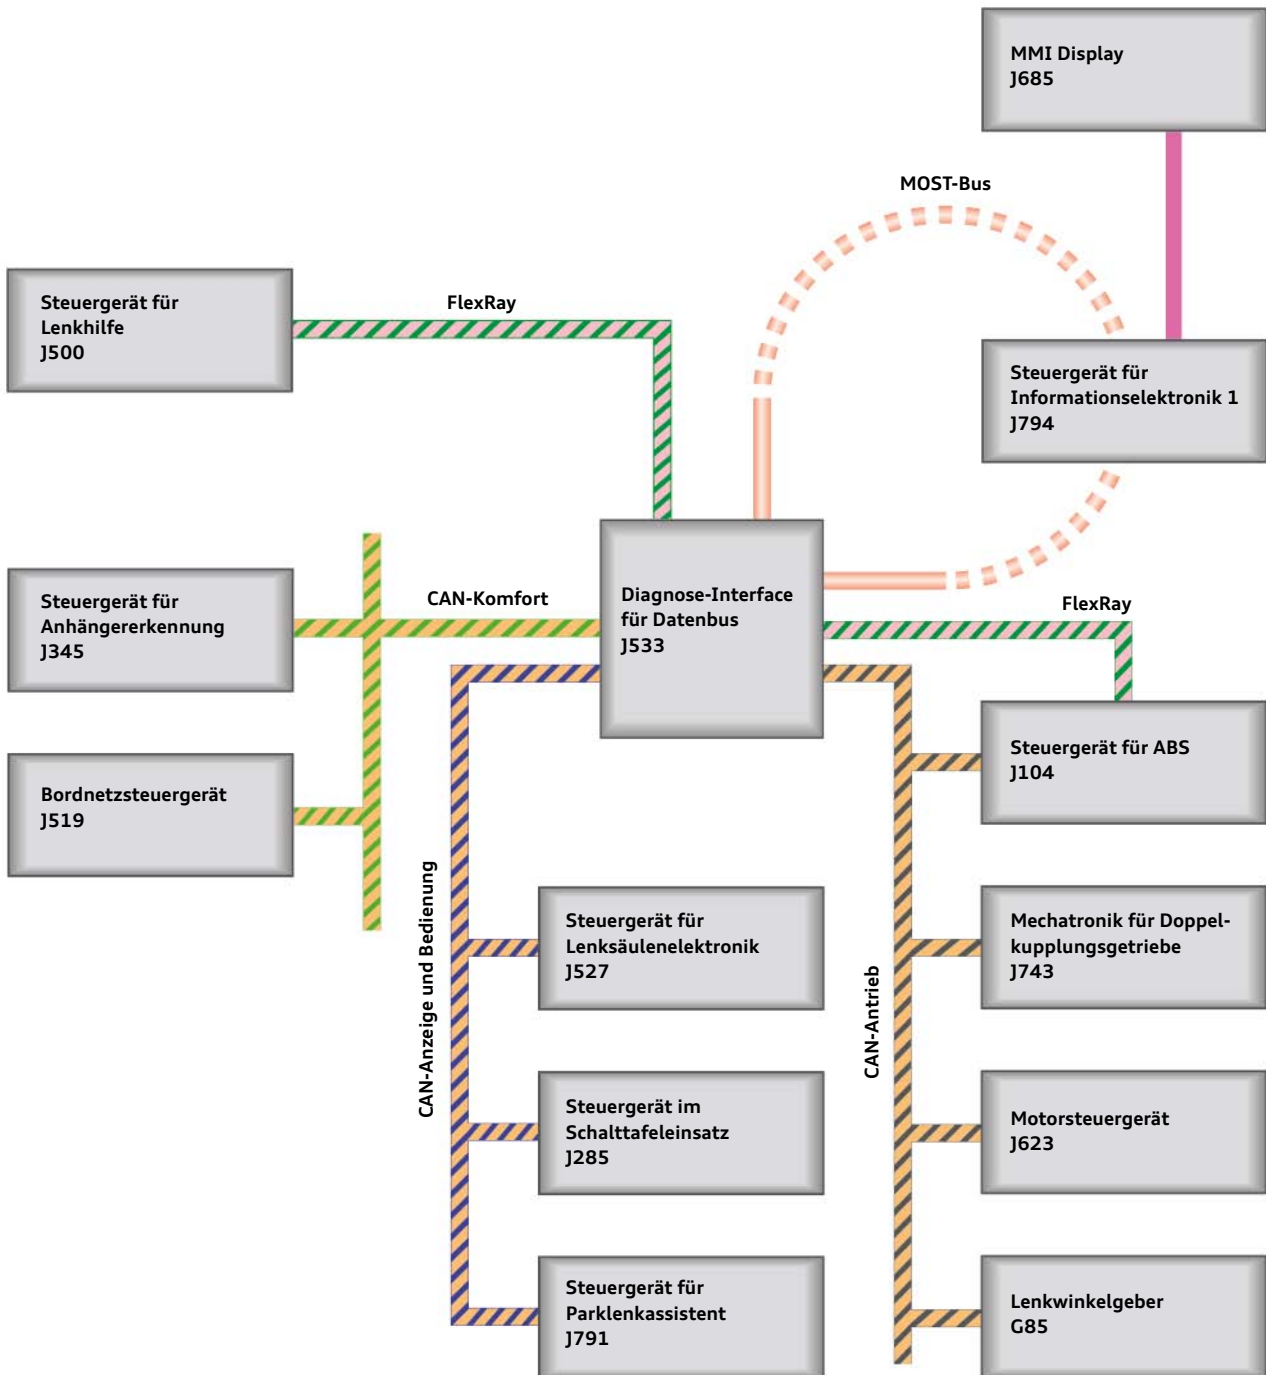 MMI Display
J685
MOST-Bus
Steuergerät für
Lenkhilfe
J500
FlexRay
Steuergerät für
Informationselektronik 1
J794
Steuergerät für
Anhängererkennung
J345
CAN-Komfort
Diagnose-Interface
für Datenbus
J533
FlexRay
Steuergerät für ABS
J104
Bordnetzsteuergerät
J519
CAN-Anzeige und Bedienung
Steuergerät für
Lenksäulenelektronik
J527
CAN-Antrieb
Mechatronik für Doppel-
kupplungsgetriebe
J743
Steuergerät im
Schalttafeleinsatz
J285
Motorsteuergerät
J623
Steuergerät für
Parklenkassistent
J791
Lenkwinkelgeber
G85